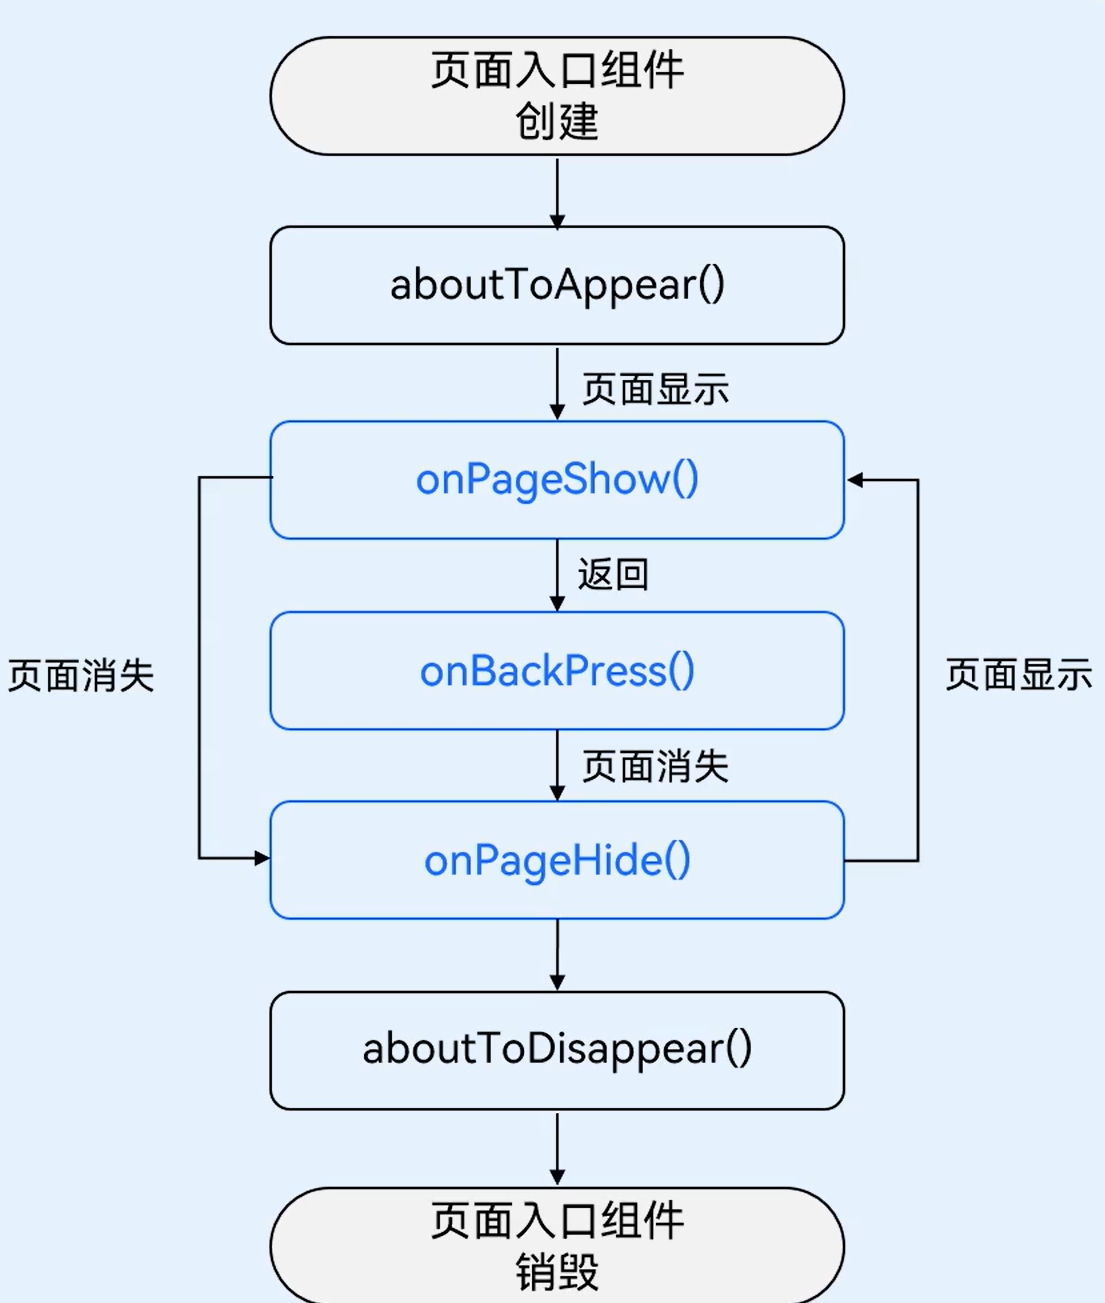 页面入口组件
创建
aboutToAppear()
页面显示
onPageShow()
返回
onBackPress()
页面消失
页面显示
页面消失
onPageHide()
aboutToDisappear()
页面入口组件
销毁